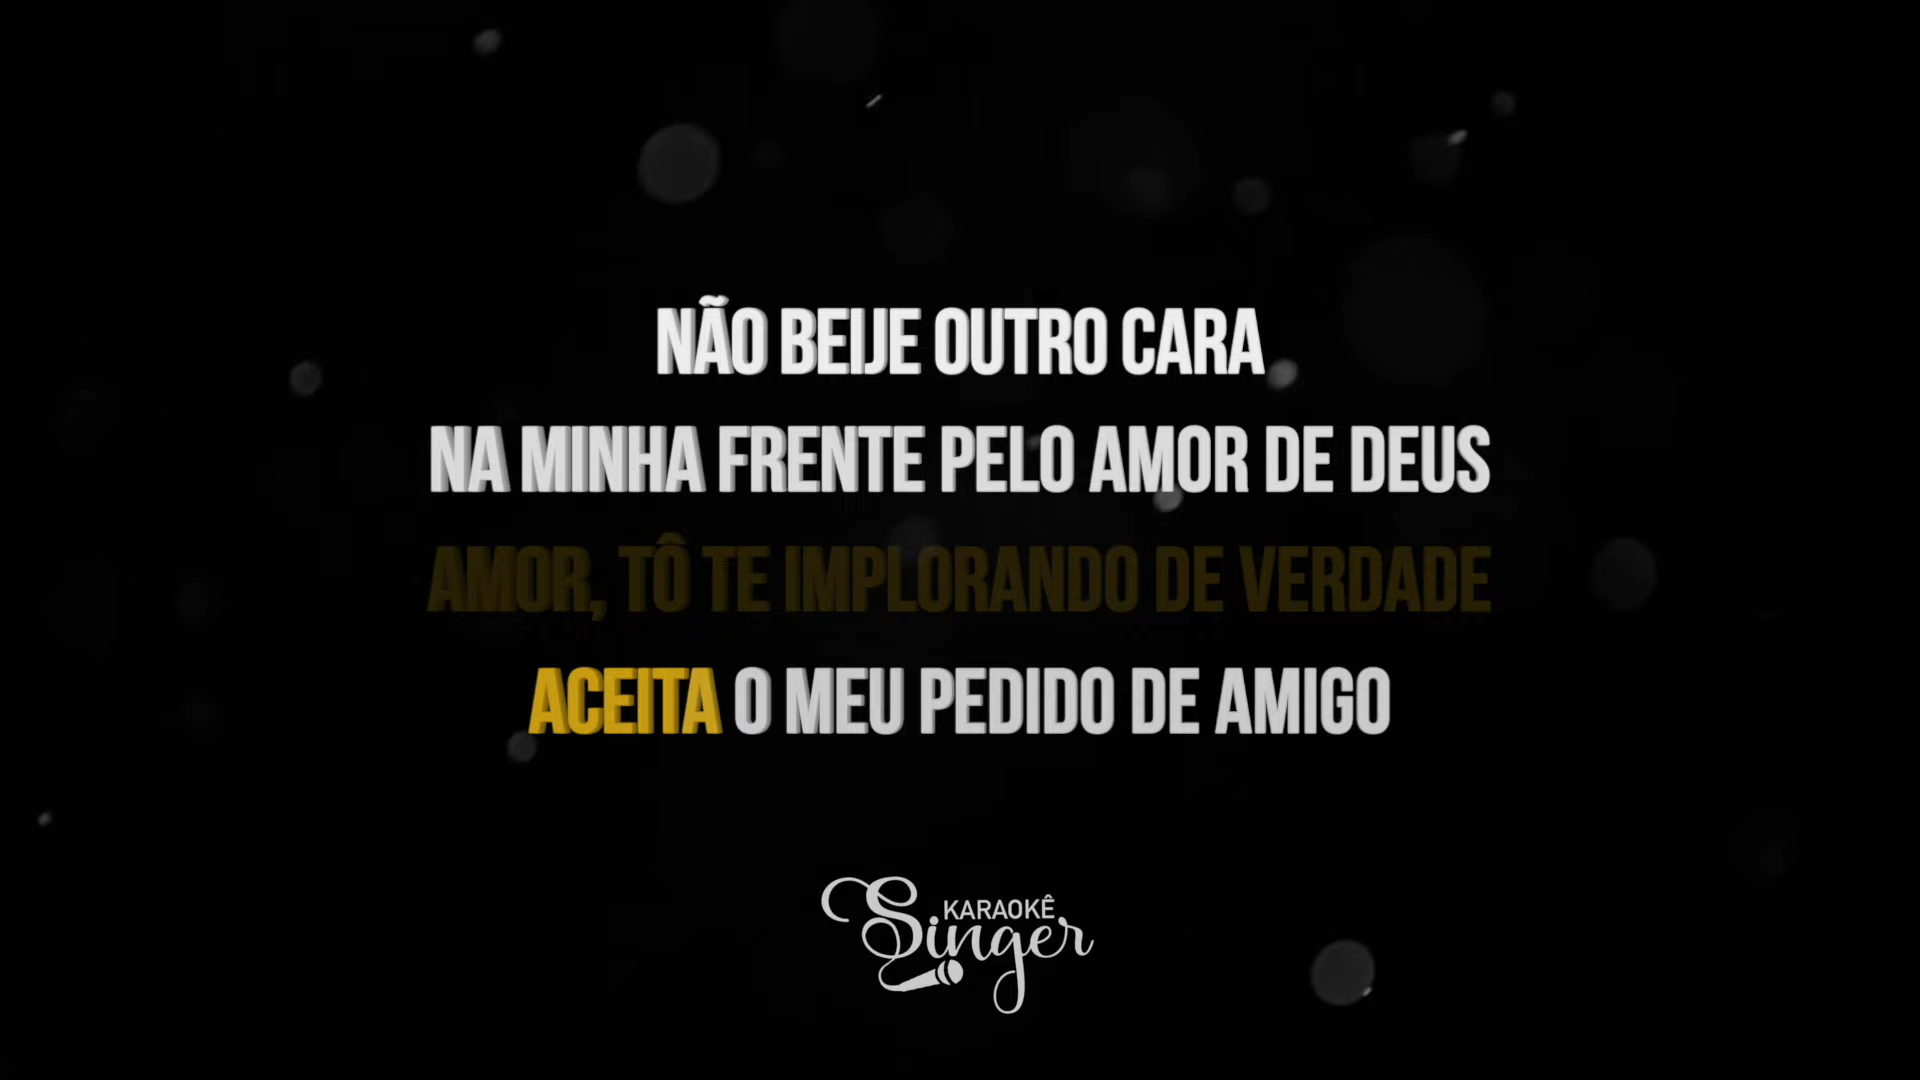 NÃO BEIJE OUTRO CARA
NA MINHA FRENTE PELO AMOR DE DEUS
AMOR, TÔ TE IMPLORANDO DE VERDADE
ACEITA O MEU PEDIDO DE AMIGO
KARAOKÊ
Singer